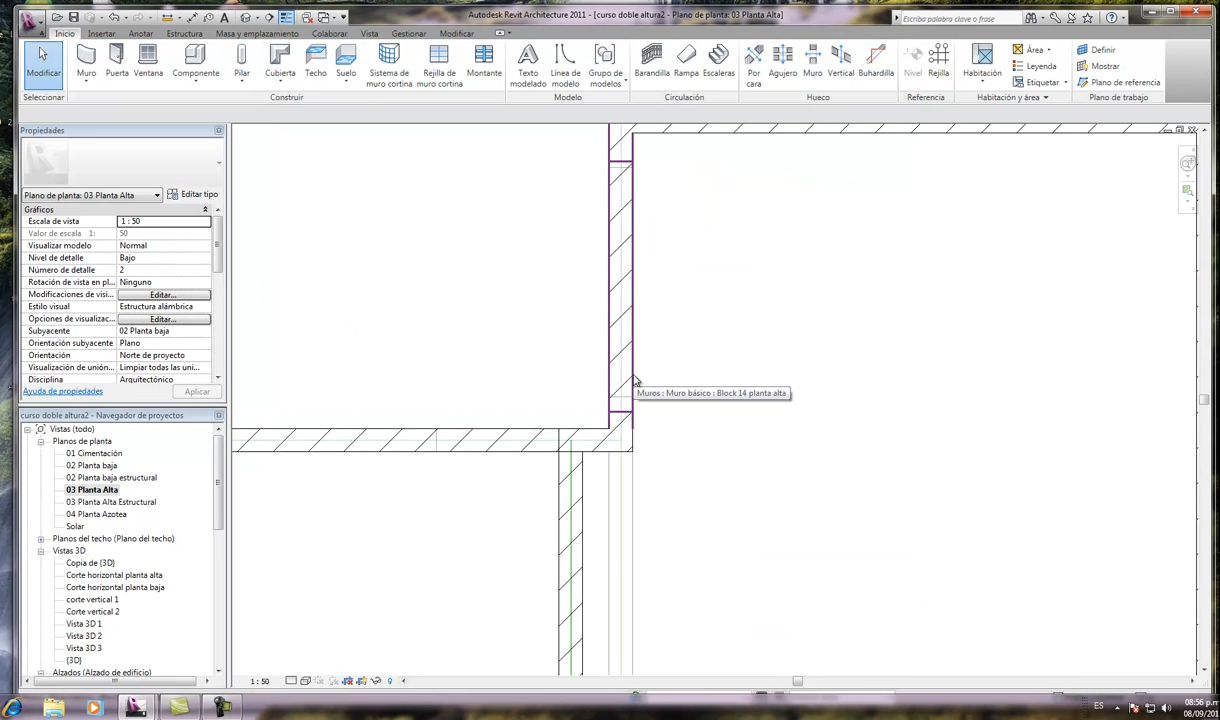 Autodesk Revit Architecture 2011 - [curso doble altura2 - Plano de planta: 03 Planta Alta]
Escriba palabra clave o frase
Inicio Insertar Anotar Estructura Masa y emplazamiento Colaborar Vista Gestionar Modificar
Modificar Muro Puerta Ventana Componente Pilar Cubierta Techo Suelo Sistema de muro cortina Rejilla de muro cortina Montante Texto modelado Línea de modelo Grupo de modelos Barandilla Rampa Escaleras Por cara Agujero Muro Vertical Buhardilla Nivel Rejilla Habitación
Área
Leyenda
Etiquetar
Definir
Mostrar
Plano de referencia
Seleccionar Construir Modelo Circulación Hueco Referencia Habitación y área Plano de trabajo
Propiedades
Plano de planta: 03 Planta Alta Editar tipo
Gráficos
Escala de vista 1 : 50
Valor de escala 1: 50
Visualizar modelo Normal
Nivel de detalle Bajo
Número de detalle 2
Rotación de vista en pl... Ninguno
Modificaciones de visi... Editar...
Estilo visual Estructura alámbrica
Opciones de visualizac... Editar...
Subyacente 02 Planta baja
Orientación subyacente Plano
Orientación Norte de proyecto
Visualización de unión... Limpiar todas las uni...
Disciplina Arquitectónico
Ayuda de propiedades Aplicar
curso doble altura2 - Navegador de proyectos
Vistas (todo)
Planos de planta
01 Cimentación
02 Planta baja
02 Planta baja estructural
03 Planta Alta
03 Planta Alta Estructural
04 Planta Azotea
Solar
Planos del techo (Plano del techo)
Vistas 3D
Copia de {3D}
Corte horizontal planta alta
Corte horizontal planta baja
corte vertical 1
Corte vertical 2
Vista 3D 1
Vista 3D 2
Vista 3D 3
{3D}
Alzados (Alzado de edificio)
Muros : Muro básico : Block 14 planta alta
1 : 50
ES
08:56 p.m.